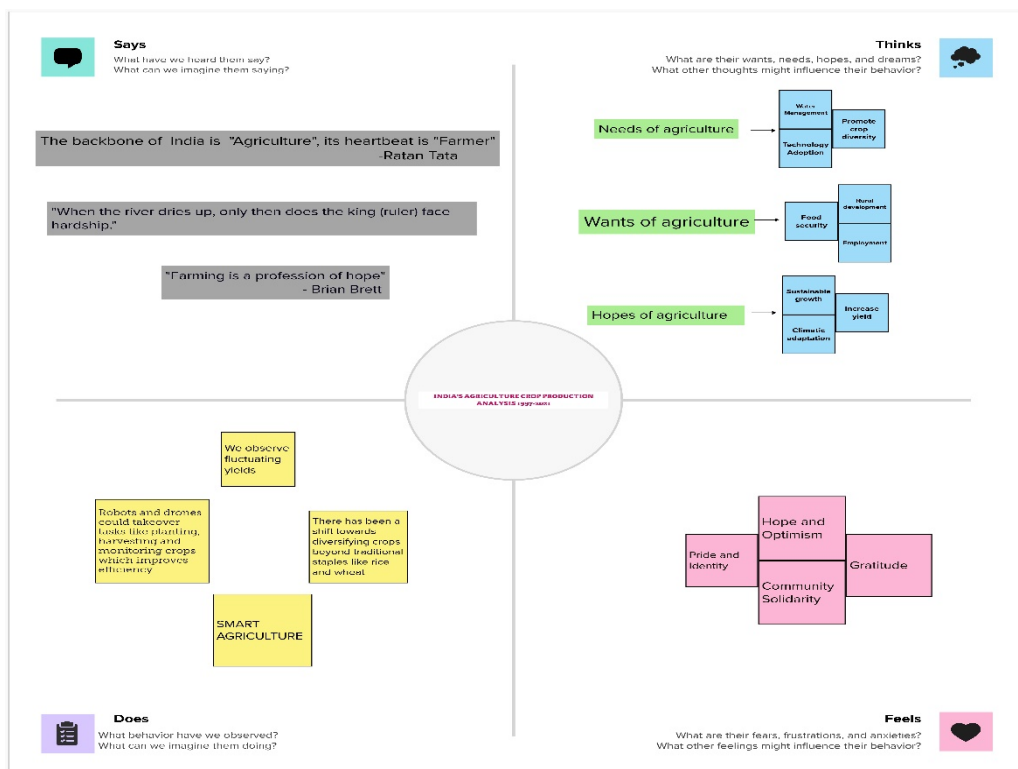 Says
What have we heard them say?
What can we imagine them saying?
The backbone of India is "Agriculture", its heartbeat is "Farmer"
-Ratan Tata
"When the river dries up, only then does the king (ruler) face
hardship."
"Farming is a profession of hope"
- Brian Brett
Thinks
What are their wants, needs, hopes, and dreams?
What other thoughts might influence their behavior?
Needs of agriculture
Water
Management
Technology
Adoption
Promote
crop
diversity
Wants of agriculture
Food
security
Rural
development
Employment
Hopes of agriculture
Sustainable
growth
Climatic
adaptation
Increase
yield
INDIA'S AGRICULTURE CROP PRODUCTION
ANALYSIS 1997-2021
We observe
fluctuating
yields
Robots and drones
could takeover
tasks like planting,
harvesting and
monitoring crops
which improves
efficiency
There has been a
shift towards
diversifying crops
beyond traditional
staples like rice
and wheat
SMART
AGRICULTURE
Does
What behavior have we observed?
What can we imagine them doing?
Pride and
Identity
Hope and
Optimism
Community
Solidarity
Gratitude
Feels
What are their fears, frustrations, and anxieties?
What other feelings might influence their behavior?